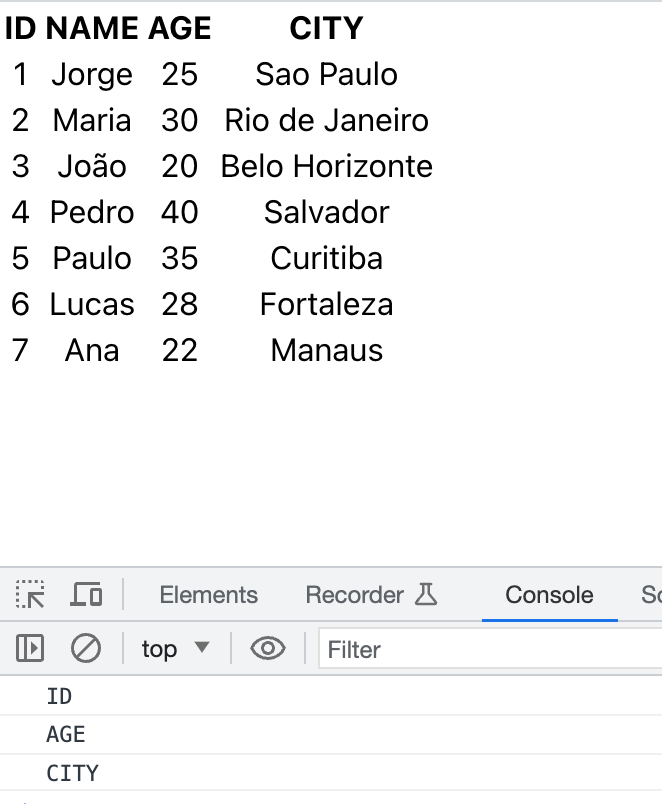 ID NAME AGE CITY
1 Jorge 25 Sao Paulo
2 Maria 30 Rio de Janeiro
3 João 20 Belo Horizonte
4 Pedro 40 Salvador
5 Paulo 35 Curitiba
6 Lucas 28 Fortaleza
7 Ana 22 Manaus
Elements Recorder Console
top Filter
ID
AGE
CITY